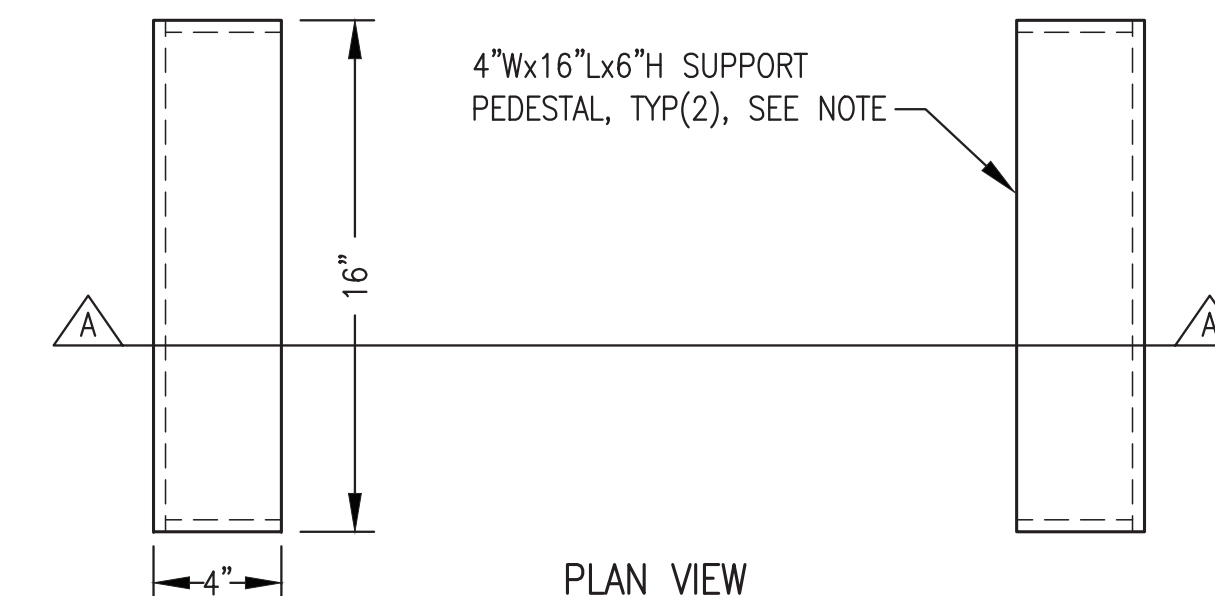 4”Wx16”Lx6”H SUPPORT
PEDESTAL, TYP(2), SEE NOTE
16”
A
A
4”
PLAN VIEW